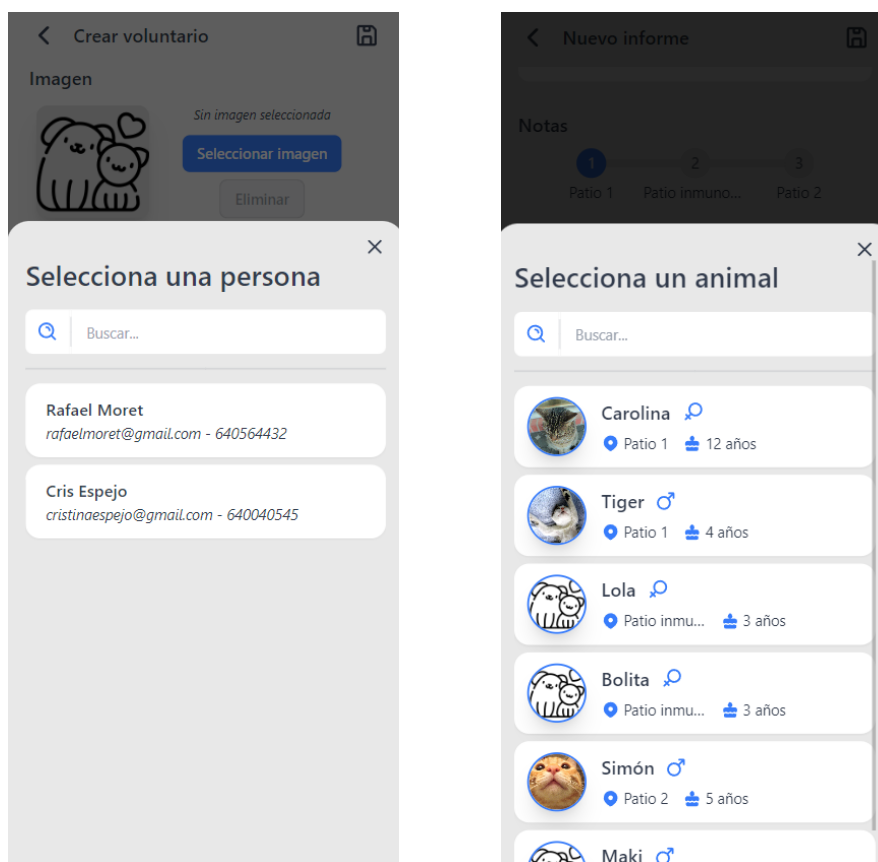 Crear voluntario
Imagen
Sin imagen seleccionada
Seleccionar imagen
Eliminar
Selecciona una persona
Buscar...
Rafael Moret
rafaelmoret@gmail.com - 640564432
Cris Espejo
cristinaespejo@gmail.com - 640040545
Nuevo informe
Notas
1 2 3
Patio 1 Patio inmuno... Patio 2
Selecciona un animal
Buscar...
Carolina
Patio 1 12 años
Tiger
Patio 1 4 años
Lola
Patio inmu... 3 años
Bolita
Patio inmu... 3 años
Simón
Patio 2 5 años
Maki